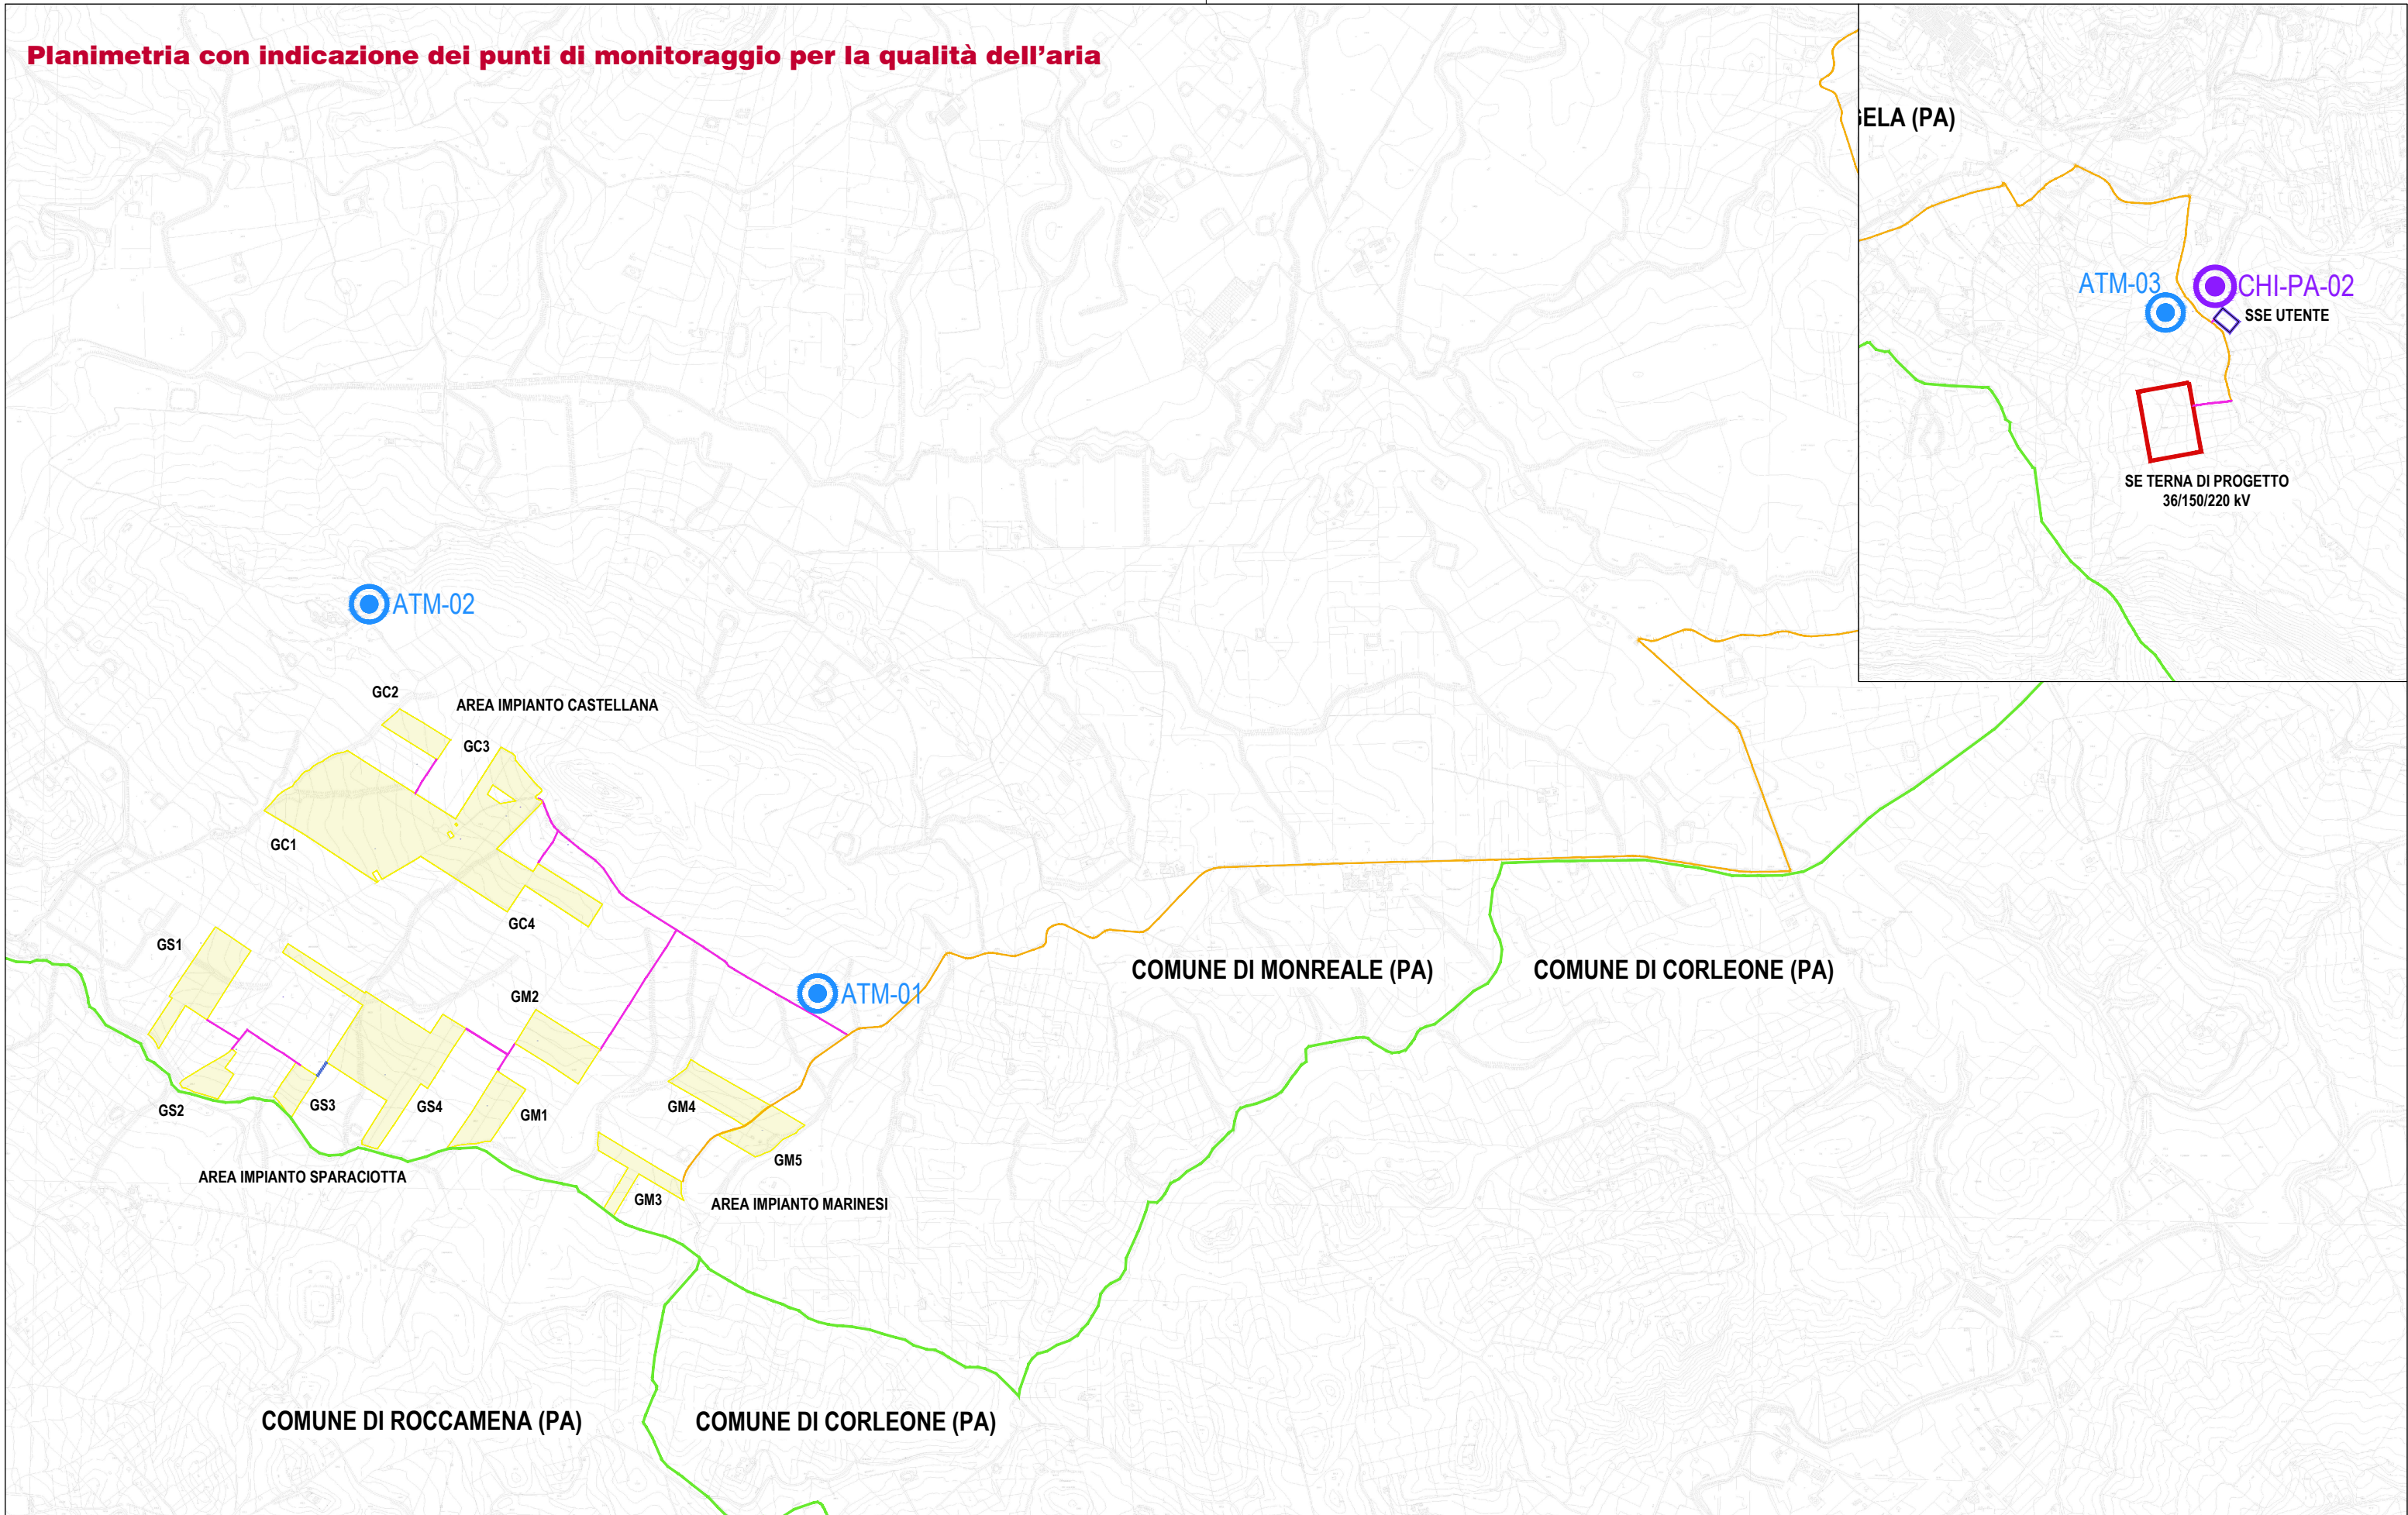 Planimetria con indicazione dei punti di monitoraggio per la qualità dell'aria
GELA (PA)
ATM-03
CHI-PA-02
SSE UTENTE
SE TERNA DI PROGETTO
36/150/220 kV
ATM-02
GC2
AREA IMPIANTO CASTELLANA
GC3
GC1
GC4
GS1
COMUNE DI MONREALE (PA)
COMUNE DI CORLEONE (PA)
ATM-01
GM2
GS2
GS3
GS4
GM1
GM4
GM5
AREA IMPIANTO SPARACIOTTA
GM3
AREA IMPIANTO MARINESI
COMUNE DI ROCCAMENA (PA)
COMUNE DI CORLEONE (PA)